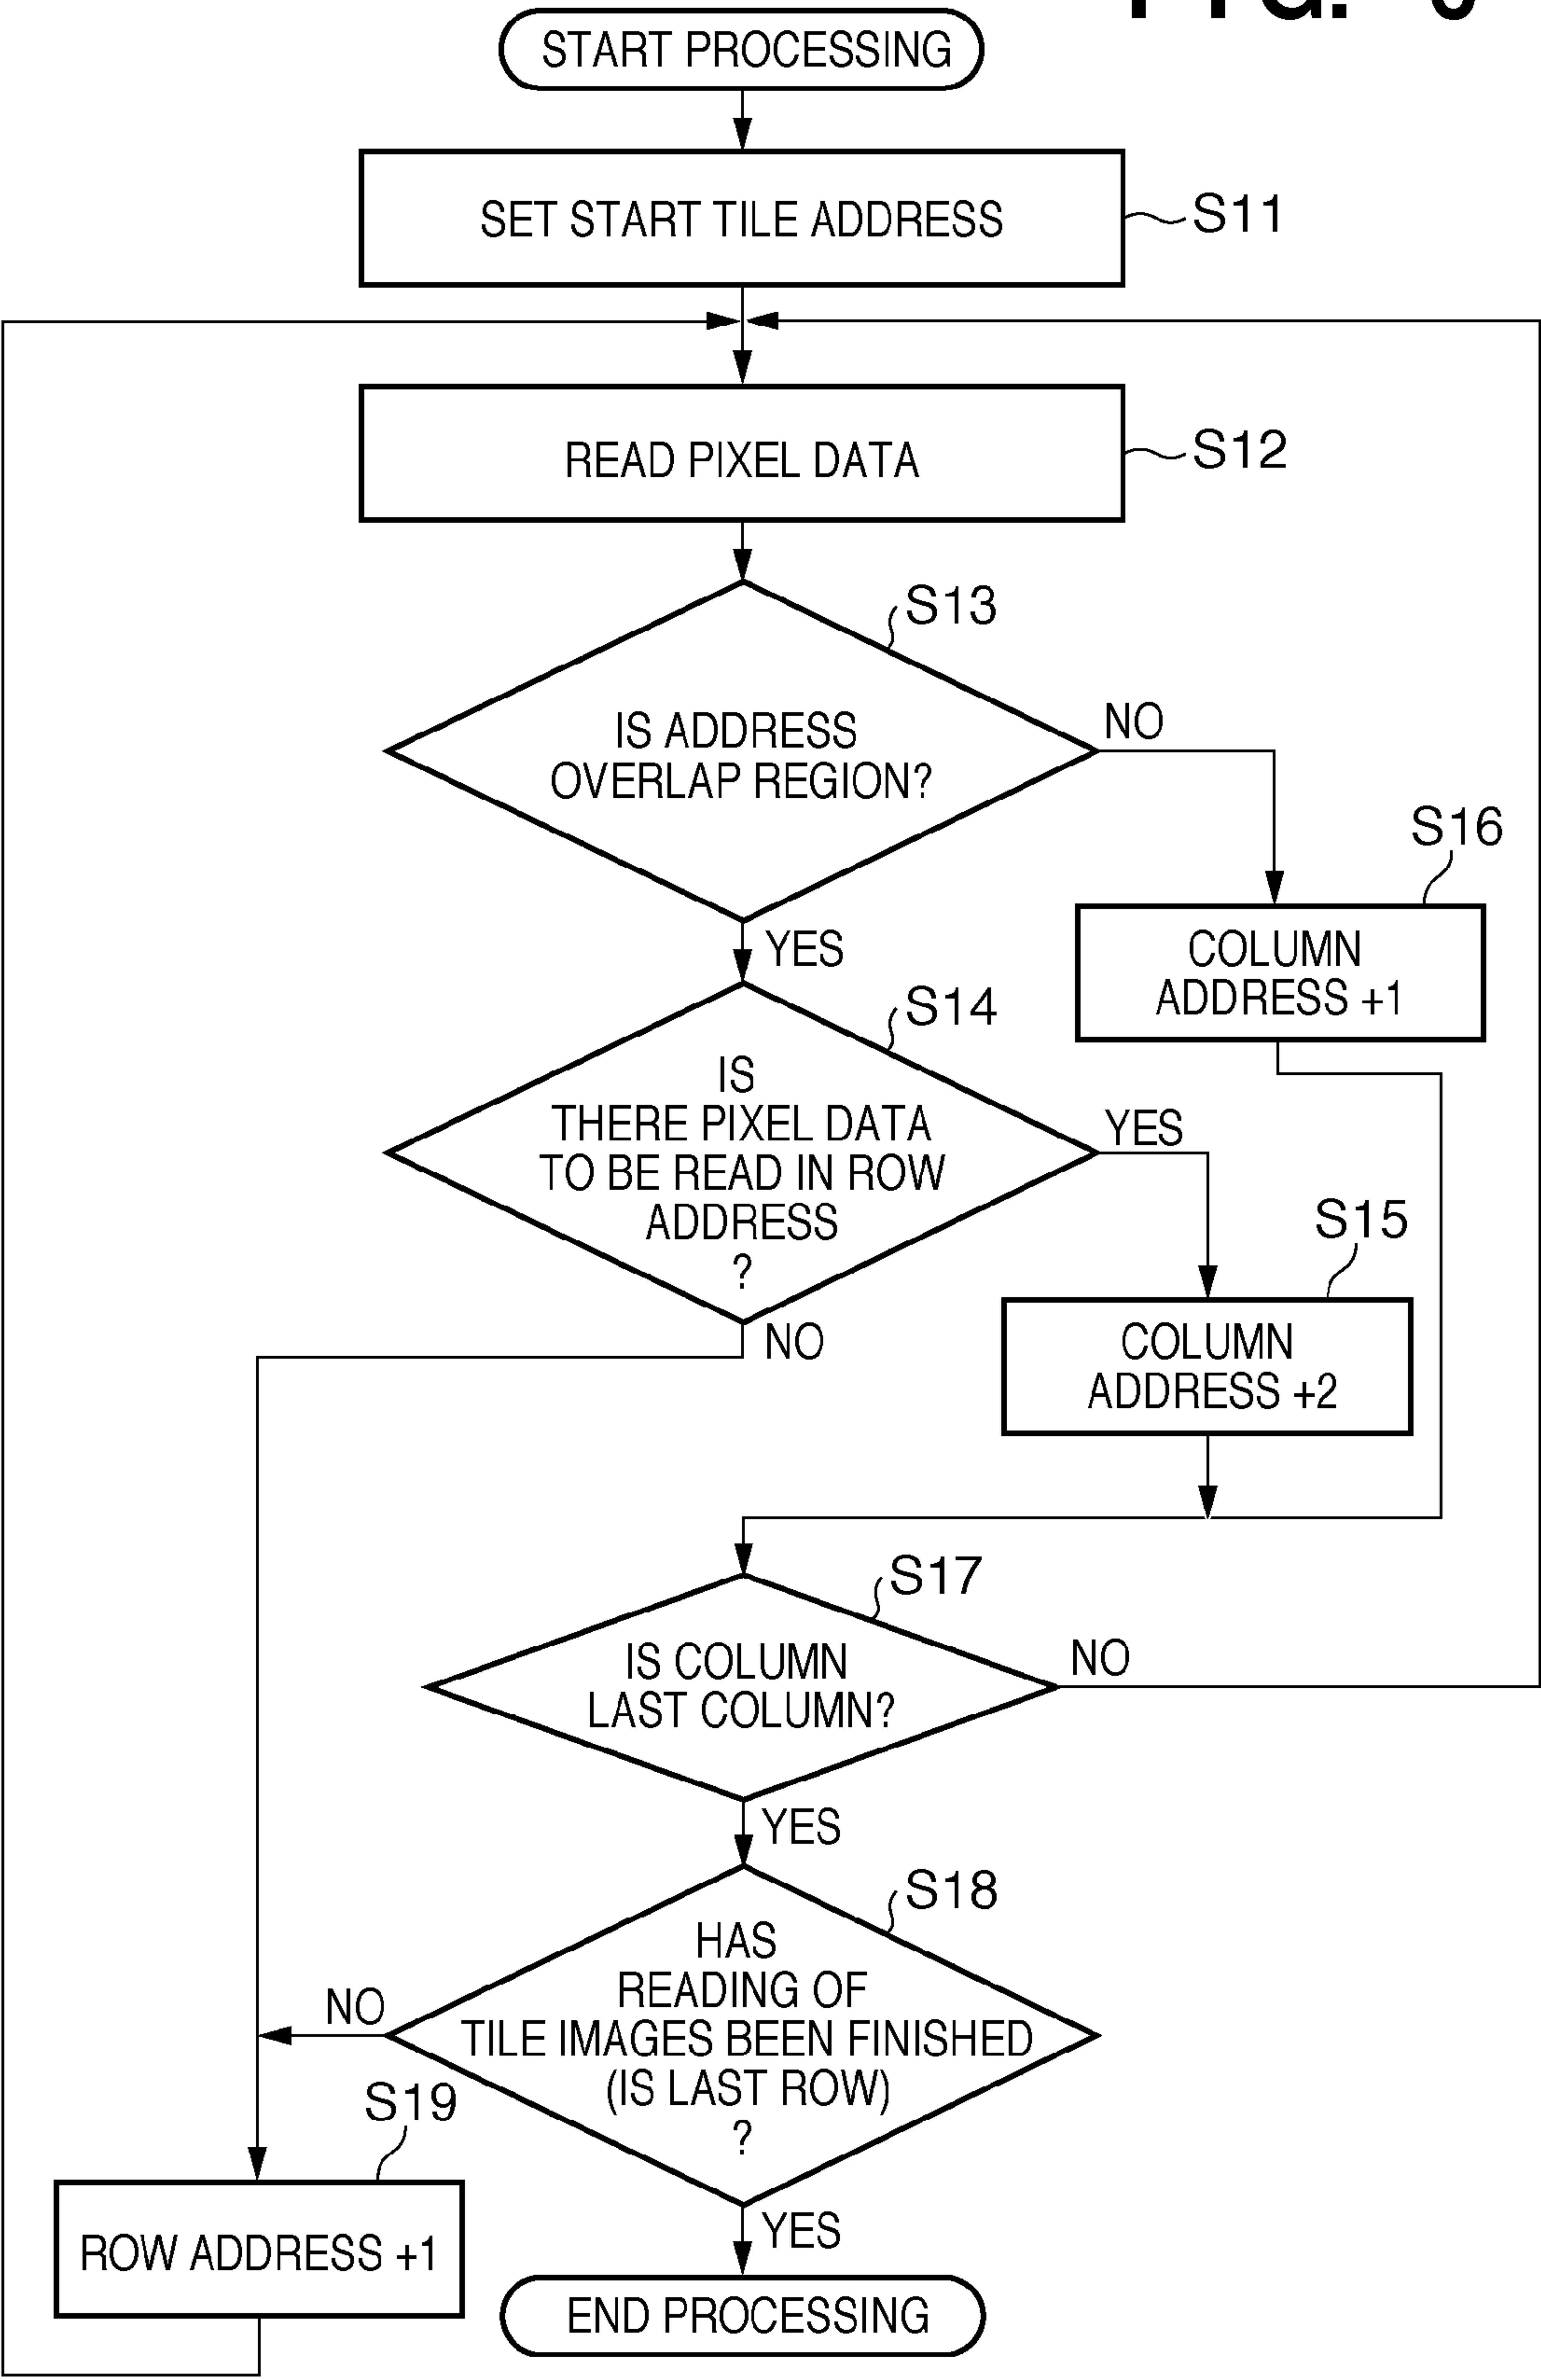 FIG.
START PROCESSING
SET START TILE ADDRESS
S11
READ PIXEL DATA
S12
S13
IS ADDRESS
OVERLAP REGION?
NO
S16
COLUMN
ADDRESS +1
YES
S14
IS
THERE PIXEL DATA
TO BE READ IN ROW
ADDRESS
?
YES
S15
COLUMN
ADDRESS +2
NO
S17
IS COLUMN
LAST COLUMN?
NO
YES
S18
HAS
READING OF
TILE IMAGES BEEN FINISHED
(IS LAST ROW)
?
NO
S19
ROW ADDRESS +1
YES
END PROCESSING